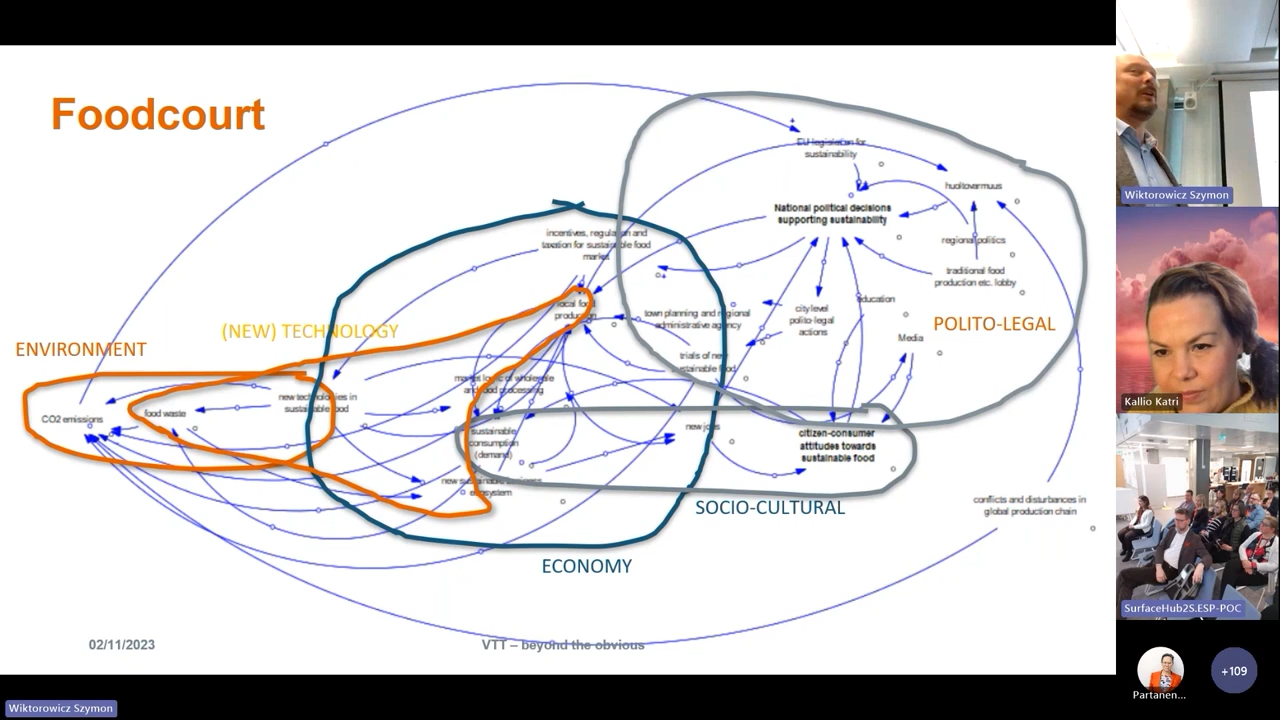 Foodcourt
EU legislation for
sustainability
huoltovarmuus
National political decisions
supporting sustainability
incentives, regulation and
taxation for sustainable food
market
regional politics
traditional food
production etc. lobby
local food
production
town planning and regional
administrative agency
city level
polito-legal
actions
education
Media
POLITO-LEGAL
(NEW) TECHNOLOGY
ENVIRONMENT
trials of new
sustainable food
market logic of wholesale
and food processing
new technologies in
sustainable food
food waste
CO2 emissions
sustainable
consumption
(demand)
new jobs
citizen-consumer
attitudes towards
sustainable food
new sustainable business
ecosystem
conflicts and disturbances in
global production chain
SOCIO-CULTURAL
ECONOMY
02/11/2023
VTT – beyond the obvious
Wiktorowicz Szymon
Wiktorowicz Szymon
Kallio Katri
SurfaceHub2S.ESP-POC
Partanen...
+109